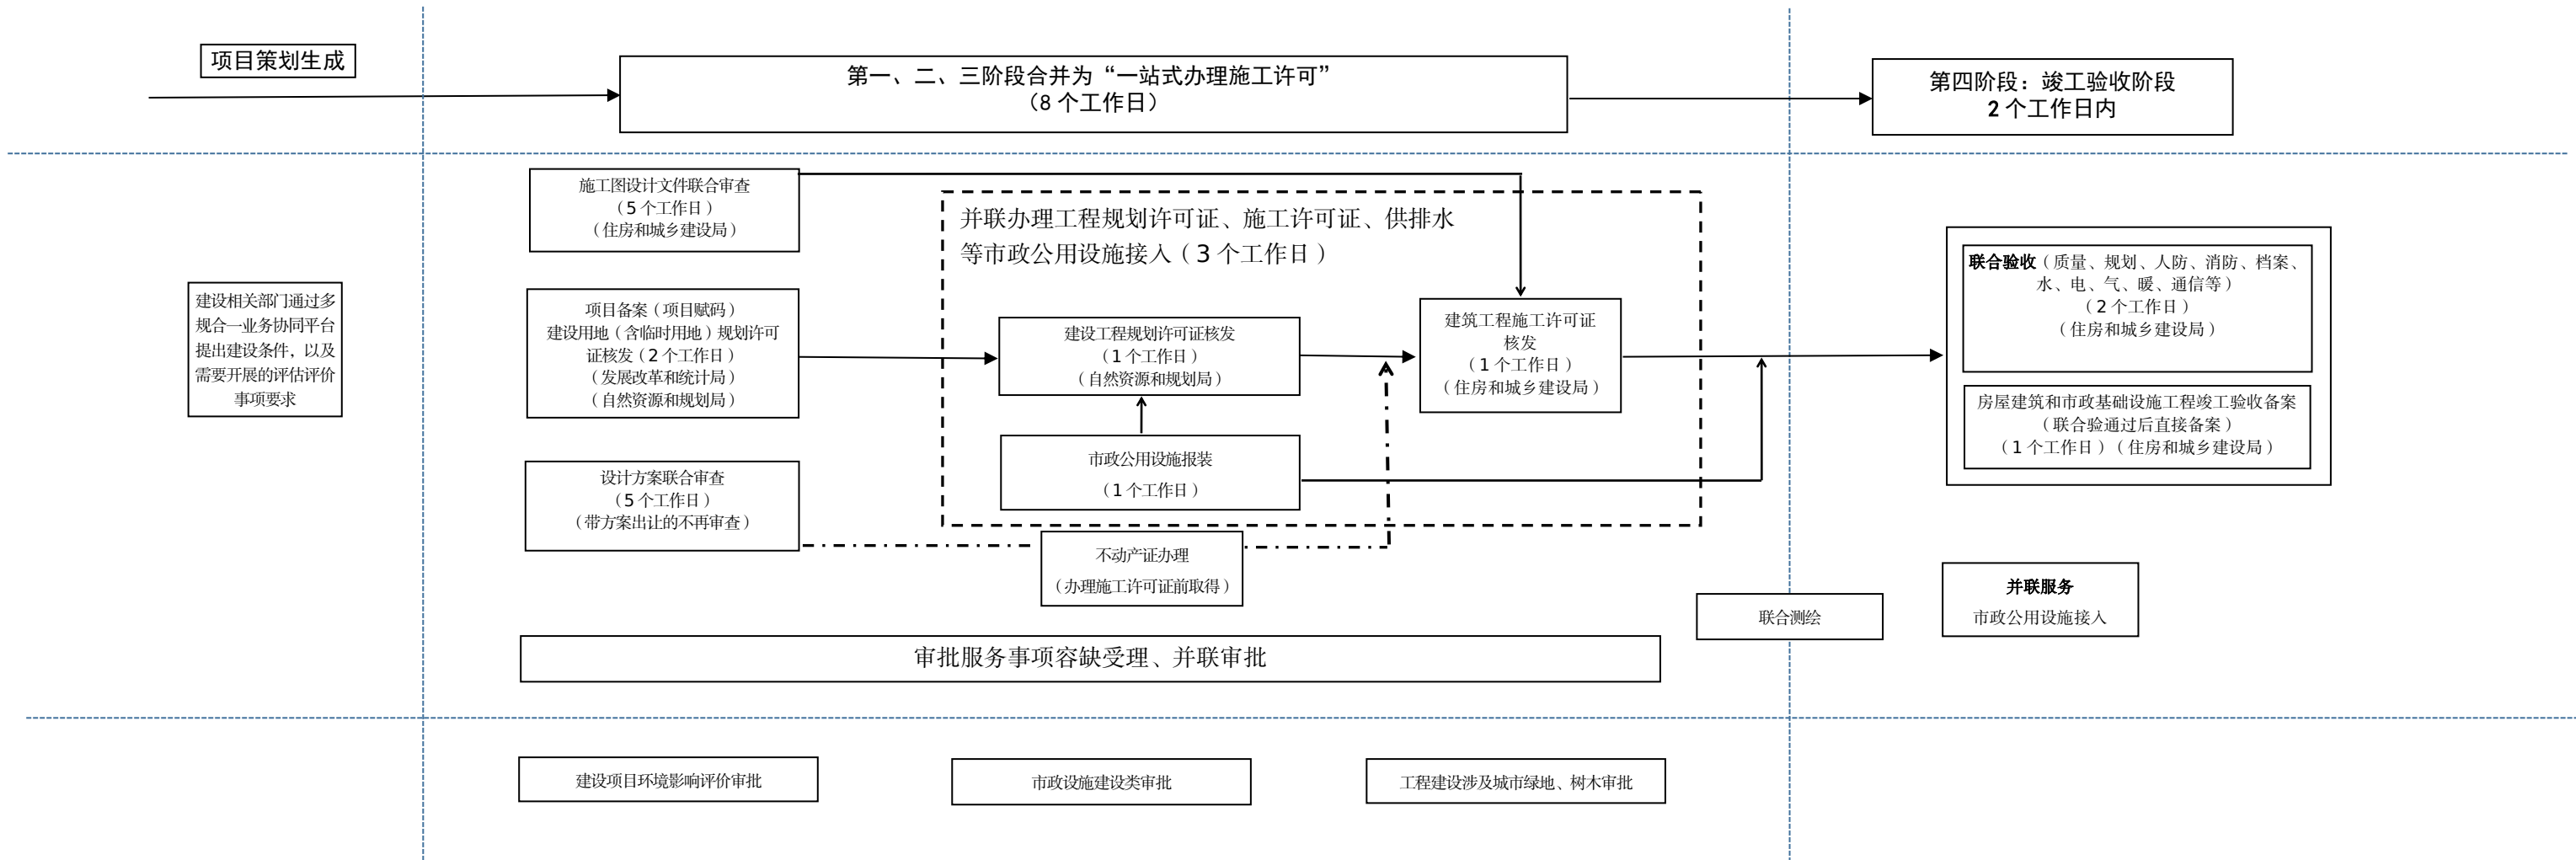 项目策划生成
第一、二、三阶段合并为“一站式办理施工许可”
（8 个工作日）
第四阶段：竣工验收阶段
2 个工作日内
建设相关部门通过多
规合一业务协同平台
提出建设条件，以及
需要开展的评估评价
事项要求
施工图设计文件联合审查
（5 个工作日）
（住房和城乡建设局）
项目备案（项目赋码）
建设用地（含临时用地）规划许可
证核发（2 个工作日）
（发展改革和统计局）
（自然资源和规划局）
设计方案联合审查
（5 个工作日）
（带方案出让的不再审查）
并联办理工程规划许可证、施工许可证、供排水
等市政公用设施接入（3 个工作日）
建设工程规划许可证核发
（1 个工作日）
（自然资源和规划局）
市政公用设施报装
（1 个工作日）
不动产证办理
（办理施工许可证前取得）
建筑工程施工许可证
核发
（1 个工作日）
（住房和城乡建设局）
联合验收（质量、规划、人防、消防、档案、
水、电、气、暖、通信等）
（2 个工作日）
（住房和城乡建设局）
房屋建筑和市政基础设施工程竣工验收备案
（联合验通过后直接备案）
（1 个工作日）（住房和城乡建设局）
联合测绘
并联服务
市政公用设施接入
审批服务事项容缺受理、并联审批
建设项目环境影响评价审批
市政设施建设类审批
工程建设涉及城市绿地、树木审批